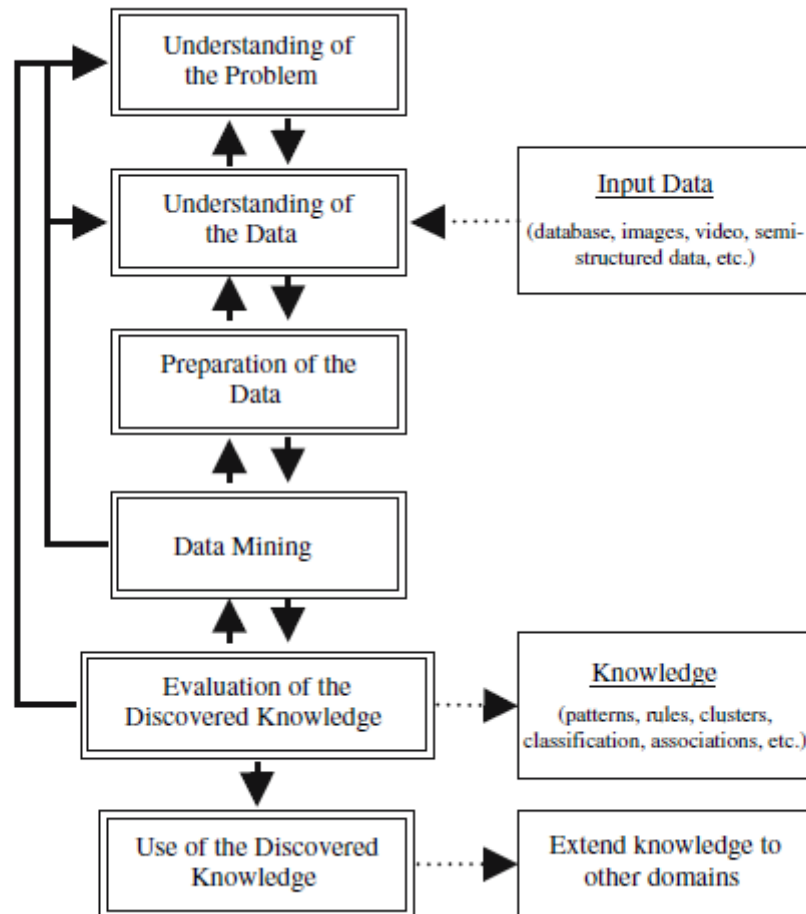 Understanding of
the Problem
Understanding of
the Data
Input Data
(database, images, video, semi-
structured data, etc.)
Preparation of the
Data
Data Mining
Evaluation of the
Discovered Knowledge
Knowledge
(patterns, rules, clusters,
classification, associations, etc.)
Use of the Discovered
Knowledge
Extend knowledge to
other domains